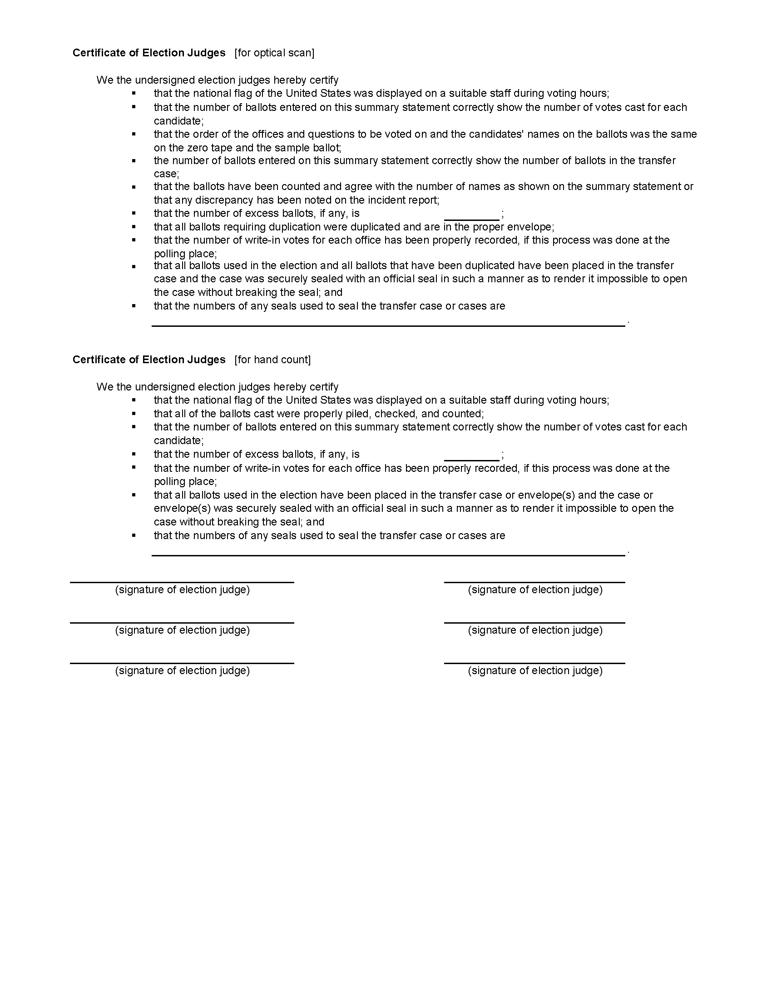 Certificate of Election Judges [for optical scan]
We the undersigned election judges hereby certify
▪ that the national flag of the United States was displayed on a suitable staff during voting hours;
▪ that the number of ballots entered on this summary statement correctly show the number of votes cast for each
candidate;
▪ that the order of the offices and questions to be voted on and the candidates' names on the ballots was the same
on the zero tape and the sample ballot;
▪ the number of ballots entered on this summary statement correctly show the number of ballots in the transfer
case;
▪ that the ballots have been counted and agree with the number of names as shown on the summary statement or
that any discrepancy has been noted on the incident report;
▪ that the number of excess ballots, if any, is ;
▪ that all ballots requiring duplication were duplicated and are in the proper envelope;
▪ that the number of write-in votes for each office has been properly recorded, if this process was done at the
polling place;
▪ that all ballots used in the election and all ballots that have been duplicated have been placed in the transfer
case and the case was securely sealed with an official seal in such a manner as to render it impossible to open
the case without breaking the seal; and
▪ that the numbers of any seals used to seal the transfer case or cases are
.
Certificate of Election Judges [for hand count]
We the undersigned election judges hereby certify
▪ that the national flag of the United States was displayed on a suitable staff during voting hours;
▪ that all of the ballots cast were properly piled, checked, and counted;
▪ that the number of ballots entered on this summary statement correctly show the number of votes cast for each
candidate;
▪ that the number of excess ballots, if any, is ;
▪ that the number of write-in votes for each office has been properly recorded, if this process was done at the
polling place;
▪ that all ballots used in the election have been placed in the transfer case or envelope(s) and the case or
envelope(s) was securely sealed with an official seal in such a manner as to render it impossible to open the
case without breaking the seal; and
▪ that the numbers of any seals used to seal the transfer case or cases are
.
(signature of election judge) (signature of election judge)
(signature of election judge) (signature of election judge)
(signature of election judge) (signature of election judge)